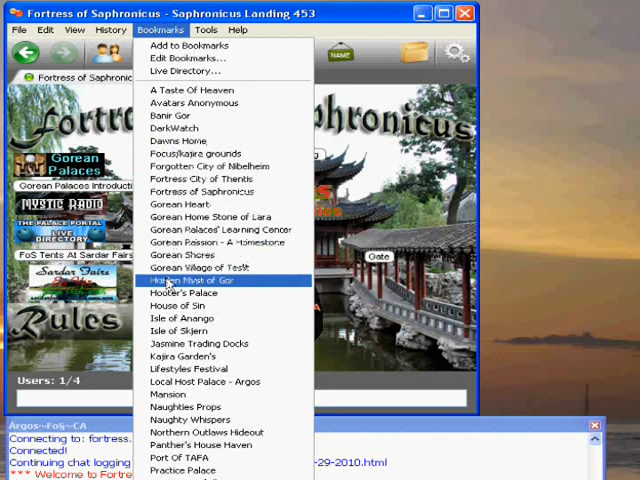 Fortress of Saphronicus - Saphronicus Landing 453
File Edit View History Bookmarks Tools Help
NAME
Fortress of Saphronic
Add to Bookmarks
Edit Bookmarks...
Live Directory...
A Taste Of Heaven
Avatars Anonymous
Banir Gor
DarkWatch
Dawns Home
Focus/kajira grounds
Forgotten City of Nibelheim
Fortress City of Thentis
Fortress of Saphronicus
Gorean Heart
Gorean Home Stone of Lara
Gorean Palaces' Learning Center
Gorean Passion - A Homestone
Gorean Shores
Gorean Village of
Myst of Gor
Hooter's Palace
House of Sin
Isle of Anango
Isle of Skjern
Jasmine Trading Docks
Kajira Garden's
Lifestyles Festival
Local Host Palace - Argos
Mansion
Naughties Props
Naughty Whispers
Northern Outlaws Hideout
Panther's House Haven
Port Of TAFA
Practice Palace
Fortr
phronicus
Gorean
Palaces
Gorean Palaces Introducti
MYSTIC RADIO
THE PALACE PORTAL
LIVE
DIRECTORY
FoS Tents At Sardar Fairs
Sardar Fairs
Rules
Gate
Users: 1/4
Argos~FoS~CA
Connecting to: fortress.
Connected!
Continuing chat logging
-29-2010.html
*** Welcome to Fortre